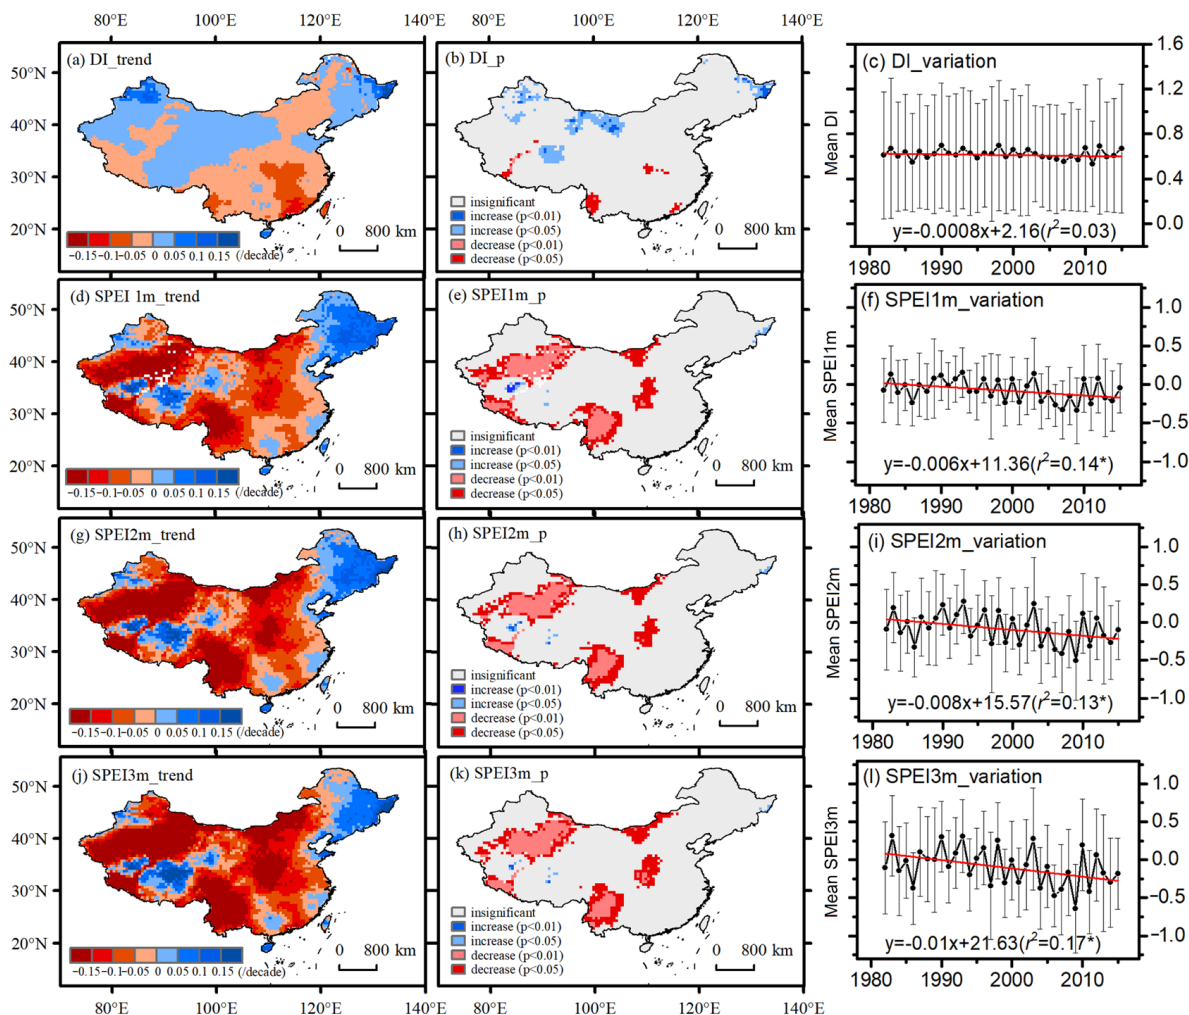 80°E 100°E 120°E 140°E 80°E 100°E 120°E 140°E
(a) DI_trend
50°N
40°N
30°N
20°N
−0.15−0.1−0.05 0 0.05 0.1 0.15 (/decade)
0 800 km
(b) DI_p
insignificant
increase (p<0.01)
increase (p<0.05)
decrease (p<0.01)
decrease (p<0.05)
0 800 km
(c) DI_variation
1.6
1.2
0.8
0.4
0.0
Mean DI
y=-0.0008x+2.16(r²=0.03)
1980 1990 2000 2010
(d) SPEI 1m_trend
50°N
40°N
30°N
20°N
−0.15−0.1−0.05 0 0.05 0.1 0.15 (/decade)
0 800 km
(e) SPEI1m_p
insignificant
increase (p<0.01)
increase (p<0.05)
decrease (p<0.01)
decrease (p<0.05)
0 800 km
(f) SPEI1m_variation
1.0
0.5
0.0
−0.5
−1.0
Mean SPEI1m
y=-0.006x+11.36(r²=0.14*)
1980 1990 2000 2010
(g) SPEI2m_trend
50°N
40°N
30°N
20°N
−0.15−0.1−0.05 0 0.05 0.1 0.15 (/decade)
0 800 km
(h) SPEI2m_p
insignificant
increase (p<0.01)
increase (p<0.05)
decrease (p<0.01)
decrease (p<0.05)
0 800 km
(i) SPEI2m_variation
1.0
0.5
0.0
−0.5
−1.0
Mean SPEI2m
y=-0.008x+15.57(r²=0.13*)
1980 1990 2000 2010
(j) SPEI3m_trend
50°N
40°N
30°N
20°N
−0.15−0.1−0.05 0 0.05 0.1 0.15 (/decade)
0 800 km
(k) SPEI3m_p
insignificant
increase (p<0.01)
increase (p<0.05)
decrease (p<0.01)
decrease (p<0.05)
0 800 km
(l) SPEI3m_variation
1.0
0.5
0.0
−0.5
−1.0
Mean SPEI3m
y=-0.01x+21.63(r²=0.17*)
1980 1990 2000 2010
80°E 100°E 120°E 140°E 80°E 100°E 120°E 140°E